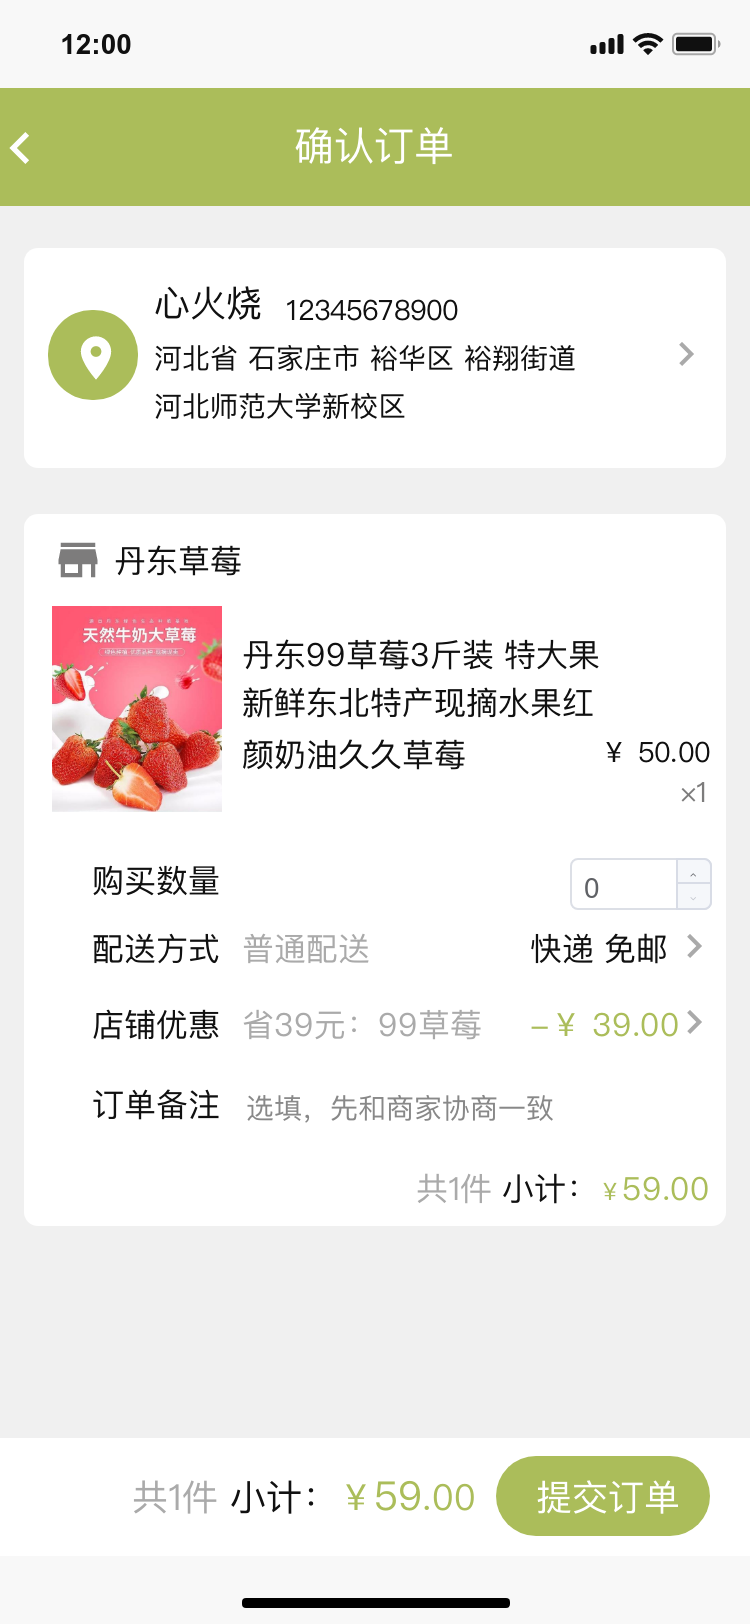 12:00
确认订单
心火烧 12345678900
河北省 石家庄市 裕华区 裕翔街道
河北师范大学新校区
丹东草莓
天然牛奶大草莓
丹东99草莓3斤装 特大果
新鲜东北特产现摘水果红
颜奶油久久草莓 ¥ 50.00
×1
购买数量 0
配送方式 普通配送 快递 免邮
店铺优惠 省39元：99草莓 –¥ 39.00
订单备注 选填，先和商家协商一致
共1件 小计： ¥59.00
共1件 小计： ¥59.00 提交订单